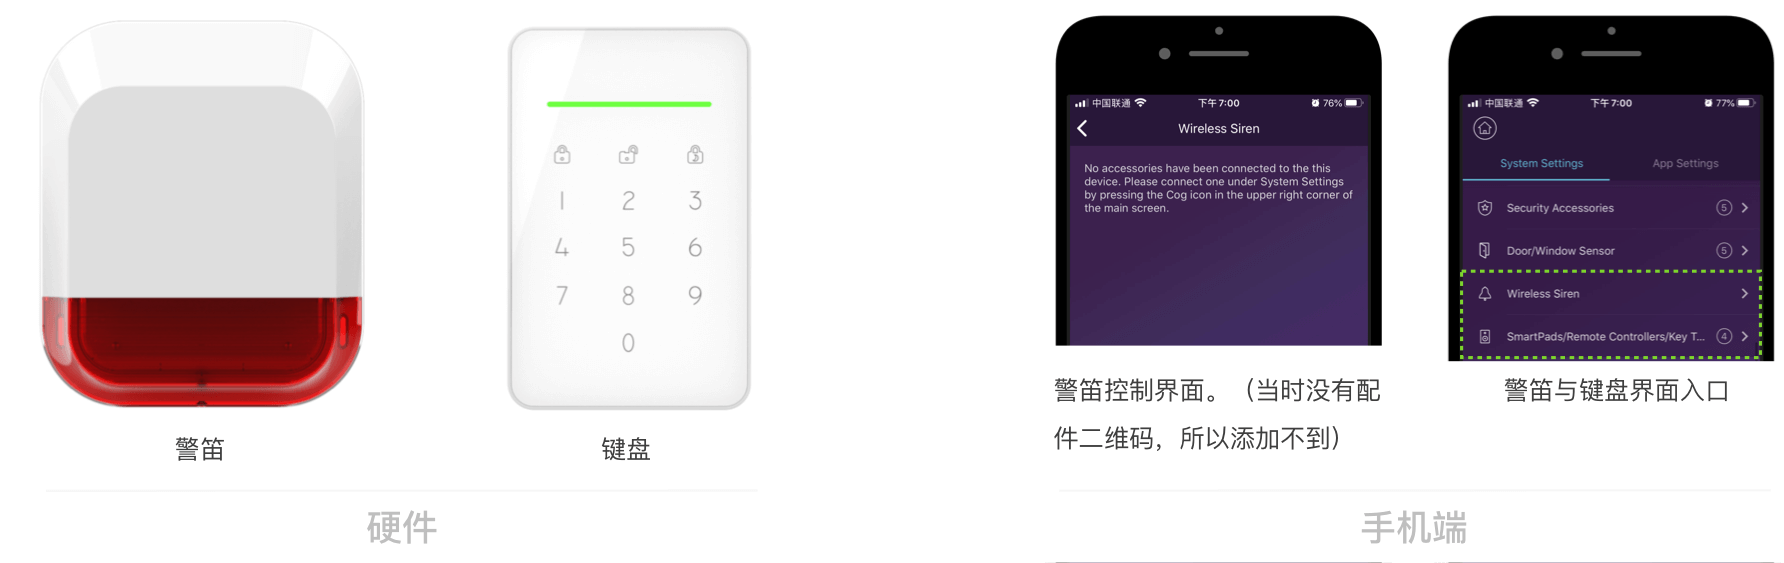 1 2 3
4 5 6
7 8 9
0
警笛
键盘
硬件
中国联通 下午7:00 76%
Wireless Siren
No accessories have been connected to the this
device. Please connect one under System Settings
by pressing the Cog icon in the upper right corner of
the main screen.
警笛控制界面。（当时没有配
件二维码，所以添加不到）
中国联通 下午7:00 77%
System Settings App Settings
Security Accessories 5
Door/Window Sensor 5
Wireless Siren
SmartPads/Remote Controllers/Key T... 4
警笛与键盘界面入口
手机端